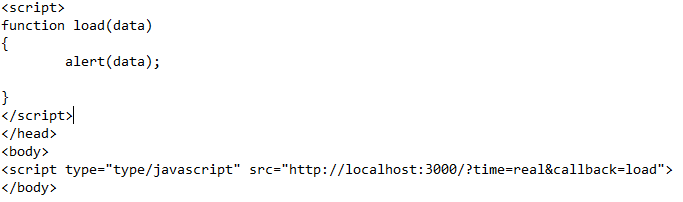 <script>
function load(data)
{
        alert(data);

}
</script>
</head>
<body>
<script type="type/javascript" src="http://localhost:3000/?time=real&callback=load">
</body>